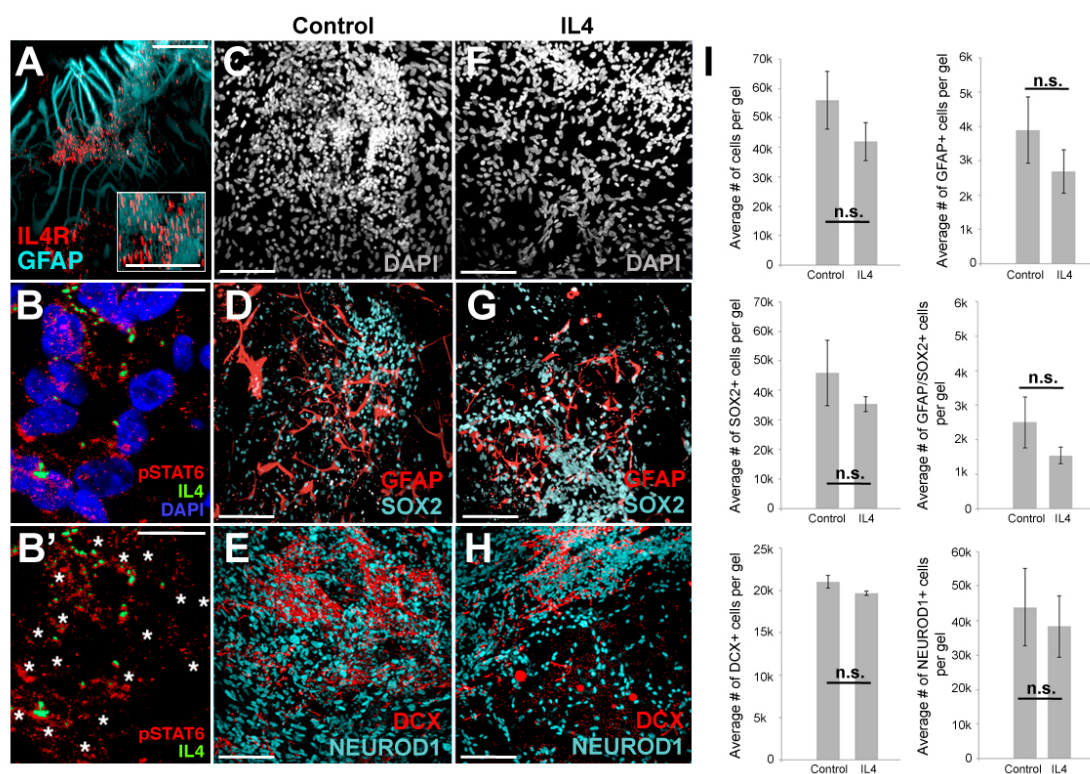 Control
IL4
A
IL4R
GFAP
C
DAPI
F
DAPI
B
pSTAT6
IL4
DAPI
D
GFAP
SOX2
G
GFAP
SOX2
B’
* * * * * * * * * * * * * * * *
pSTAT6
IL4
E
DCX
NEUROD1
H
DCX
NEUROD1
I
Average # of cells per gel
70k
60k
50k
40k
30k
20k
10k
0
n.s.
Control IL4
Average # of GFAP+ cells per gel
6k
5k
4k
3k
2k
1k
0
n.s.
Control IL4
Average # of SOX2+ cells per gel
70k
60k
50k
40k
30k
20k
10k
0
n.s.
Control IL4
Average # of GFAP/SOX2+ cells
per gel
6k
5k
4k
3k
2k
1k
0
n.s.
Control IL4
Average # of DCX+ cells per gel
25k
20k
15k
10k
5k
0
n.s.
Control IL4
Average # of NEUROD1+ cells
per gel
60k
50k
40k
30k
20k
10k
0
n.s.
Control IL4